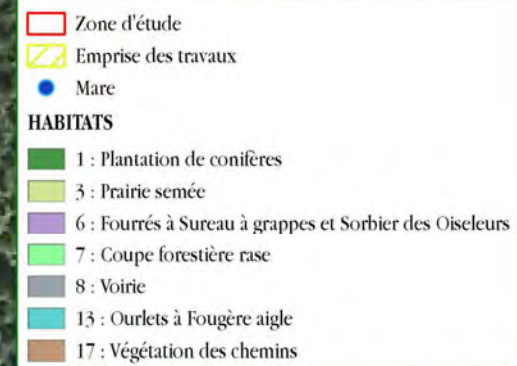 Zone d'étude
Emprise des travaux
Mare
HABITATS
1 : Plantation de conifères
3 : Prairie semée
6 : Fourrés à Sureau à grappes et Sorbier des Oiseleurs
7 : Coupe forestière rase
8 : Voirie
13 : Ourlets à Fougère aigle
17 : Végétation des chemins